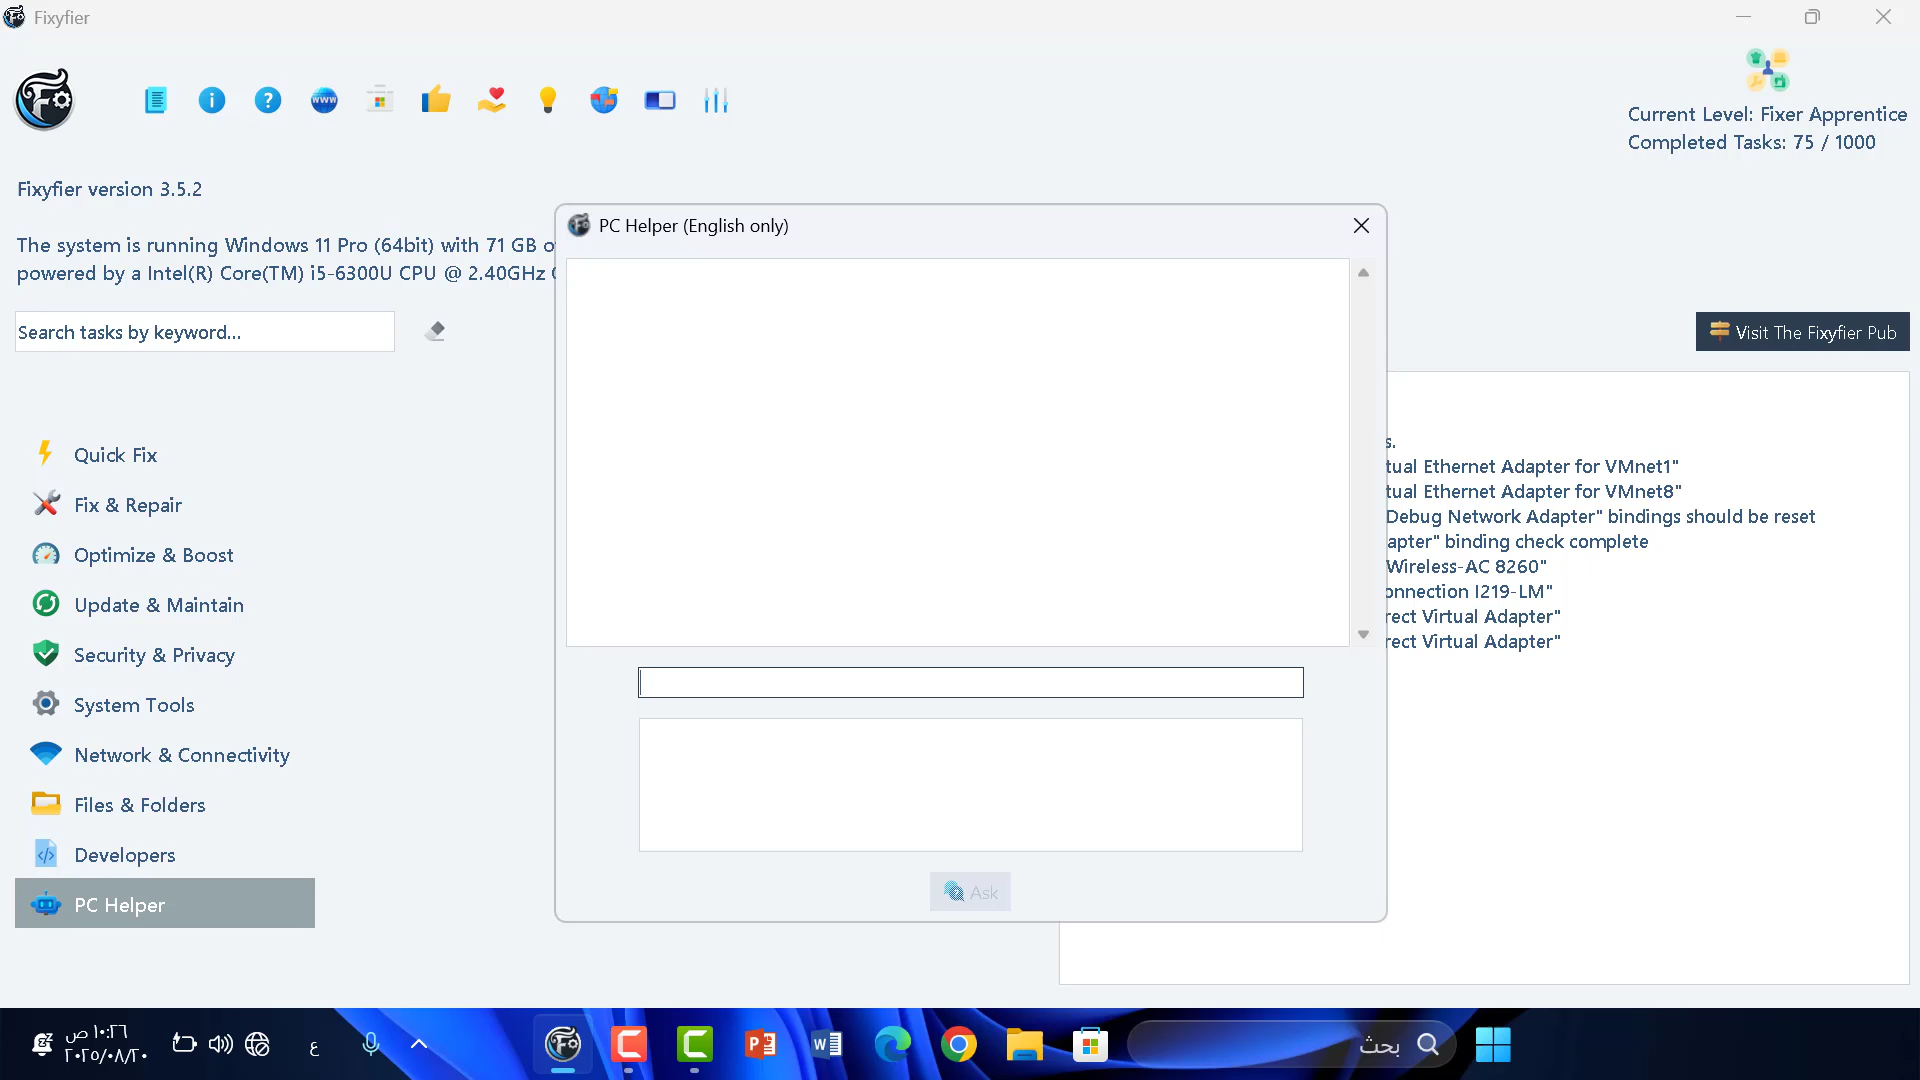 Fixyfier
www
Current Level: Fixer Apprentice
Completed Tasks: 75 / 1000
Fixyfier version 3.5.2
The system is running Windows 11 Pro (64bit) with 71 GB
powered by a Intel(R) Core(TM) i5-6300U CPU @ 2.40GHz
Search tasks by keyword...
Visit The Fixyfier Pub
Quick Fix
Fix & Repair
Optimize & Boost
Update & Maintain
Security & Privacy
System Tools
Network & Connectivity
Files & Folders
Developers
PC Helper
PC Helper (English only)
Ask
s.
tual Ethernet Adapter for VMnet1"
tual Ethernet Adapter for VMnet8"
Debug Network Adapter" bindings should be reset
apter" binding check complete
Wireless-AC 8260"
onnection I219-LM"
rect Virtual Adapter"
rect Virtual Adapter"
١٠:٢٦ ص
٢٠٢٥/٠٨/٢٠
ع
بحث